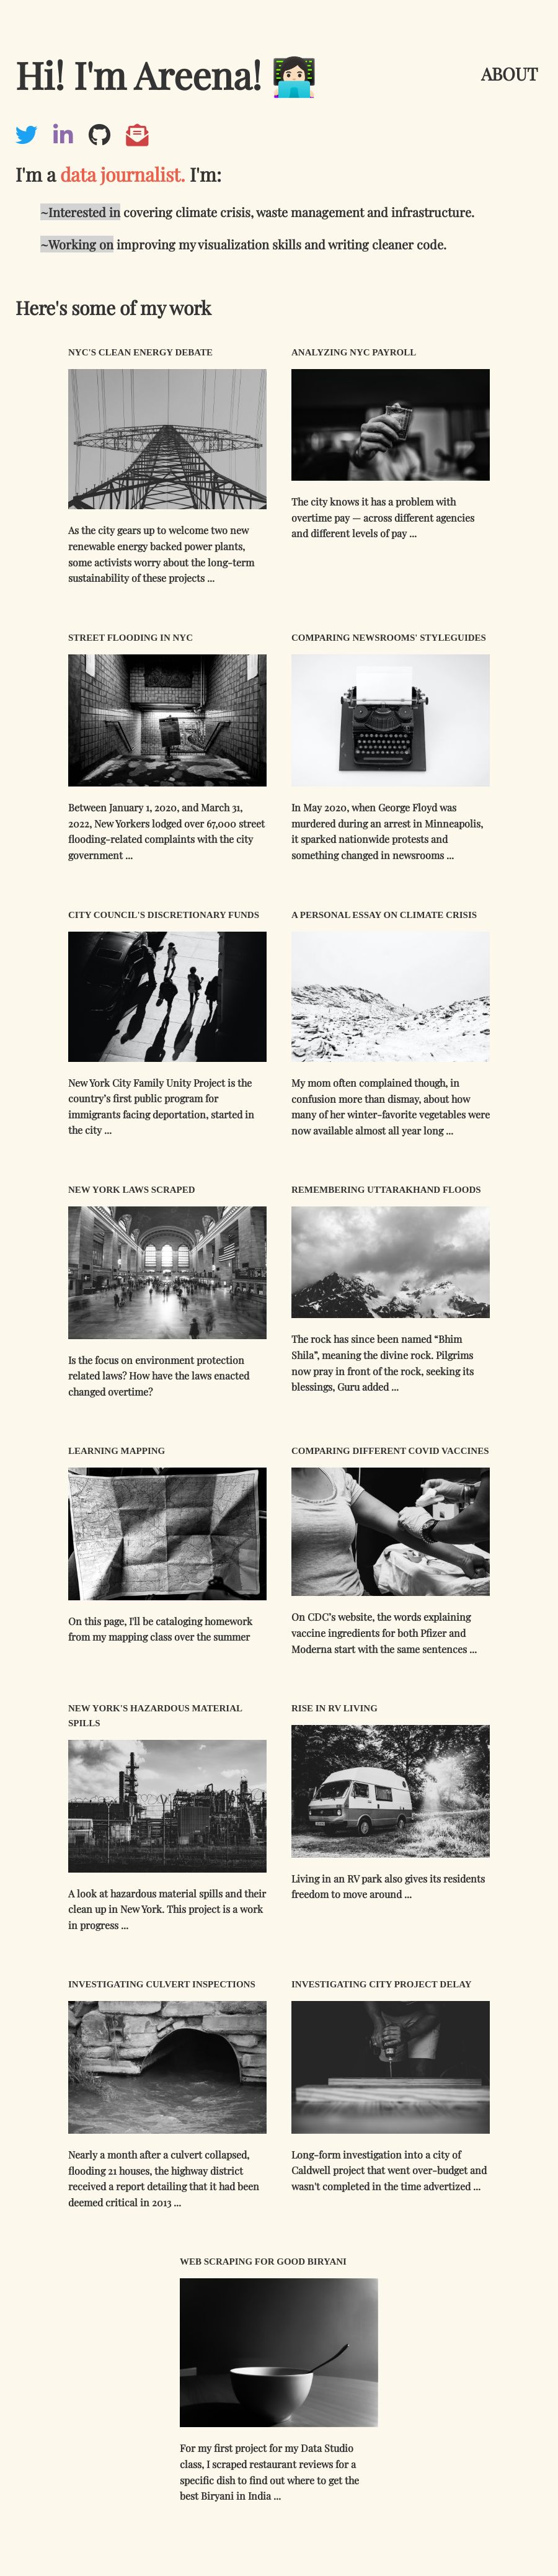 Hi! I'm Areena! 👩🏻‍💻
ABOUT
I'm a data journalist. I'm:
~Interested in covering climate crisis, waste management and infrastructure.
~Working on improving my visualization skills and writing cleaner code.
Here's some of my work
NYC'S CLEAN ENERGY DEBATE
As the city gears up to welcome two new
renewable energy backed power plants,
some activists worry about the long-term
sustainability of these projects ...
ANALYZING NYC PAYROLL
The city knows it has a problem with
overtime pay — across different agencies
and different levels of pay ...
STREET FLOODING IN NYC
Between January 1, 2020, and March 31,
2022, New Yorkers lodged over 67,000 street
flooding-related complaints with the city
government ...
COMPARING NEWSROOMS' STYLEGUIDES
In May 2020, when George Floyd was
murdered during an arrest in Minneapolis,
it sparked nationwide protests and
something changed in newsrooms ...
CITY COUNCIL'S DISCRETIONARY FUNDS
New York City Family Unity Project is the
country's first public program for
immigrants facing deportation, started in
the city ...
A PERSONAL ESSAY ON CLIMATE CRISIS
My mom often complained though, in
confusion more than dismay, about how
many of her winter-favorite vegetables were
now available almost all year long ...
NEW YORK LAWS SCRAPED
Is the focus on environment protection
related laws? How have the laws enacted
changed overtime?
REMEMBERING UTTARAKHAND FLOODS
The rock has since been named “Bhim
Shila”, meaning the divine rock. Pilgrims
now pray in front of the rock, seeking its
blessings, Guru added ...
LEARNING MAPPING
On this page, I'll be cataloging homework
from my mapping class over the summer
COMPARING DIFFERENT COVID VACCINES
On CDC's website, the words explaining
vaccine ingredients for both Pfizer and
Moderna start with the same sentences ...
NEW YORK'S HAZARDOUS MATERIAL
SPILLS
A look at hazardous material spills and their
clean up in New York. This project is a work
in progress ...
RISE IN RV LIVING
Living in an RV park also gives its residents
freedom to move around ...
INVESTIGATING CULVERT INSPECTIONS
Nearly a month after a culvert collapsed,
flooding 21 houses, the highway district
received a report detailing that it had been
deemed critical in 2013 ...
INVESTIGATING CITY PROJECT DELAY
Long-form investigation into a city of
Caldwell project that went over-budget and
wasn't completed in the time advertized ...
WEB SCRAPING FOR GOOD BIRYANI
For my first project for my Data Studio
class, I scraped restaurant reviews for a
specific dish to find out where to get the
best Biryani in India ...